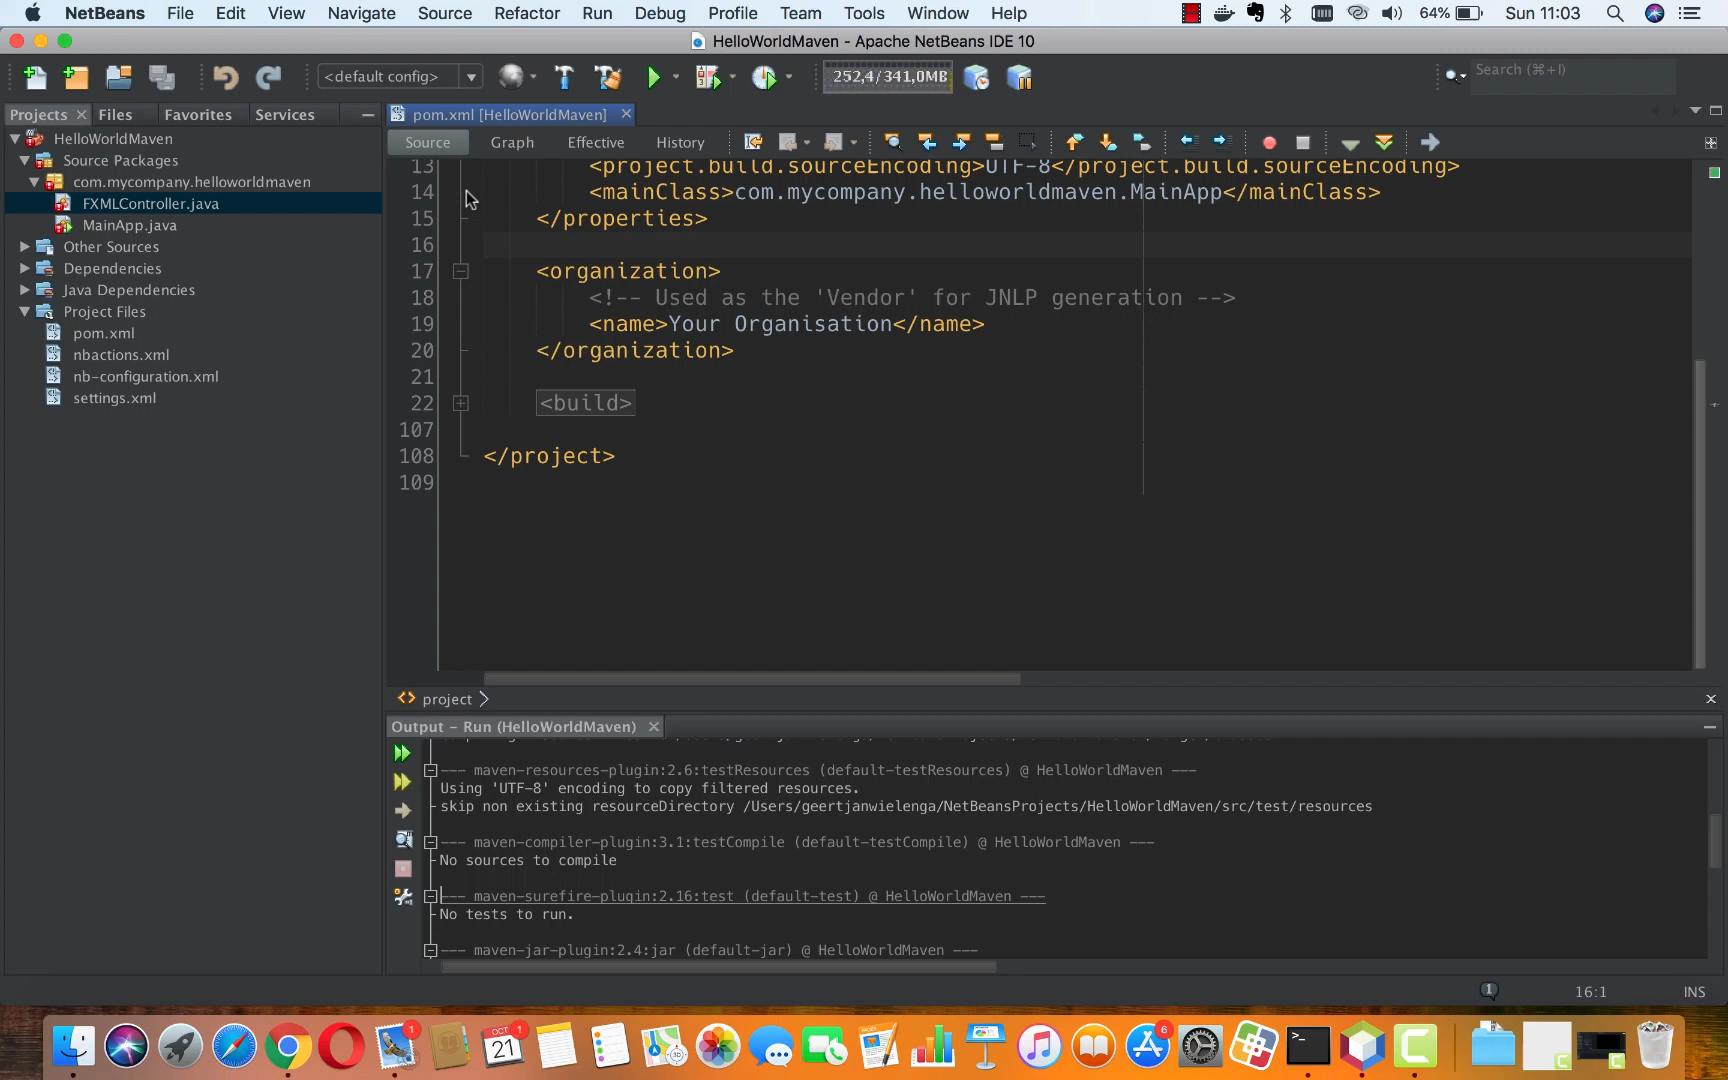 NetBeans File Edit View Navigate Source Refactor Run Debug Profile Team Tools Window Help 64% Sun 11:03
HelloWorldMaven - Apache NetBeans IDE 10
<default config> 252,4/341,0MB Search (⌘+I)
Projects Files Favorites Services
HelloWorldMaven
Source Packages
com.mycompany.helloworldmaven
FXMLController.java
MainApp.java
Other Sources
Dependencies
Java Dependencies
Project Files
pom.xml
nbactions.xml
nb-configuration.xml
settings.xml
pom.xml [HelloWorldMaven]
Source Graph Effective History
13 <project.build.sourceEncoding>UTF-8</project.build.sourceEncoding>
14 <mainClass>com.mycompany.helloworldmaven.MainApp</mainClass>
15 </properties>
16
17 <organization>
18 <!-- Used as the 'Vendor' for JNLP generation -->
19 <name>Your Organisation</name>
20 </organization>
21
22 <build>
107
108 </project>
109
project
Output - Run (HelloWorldMaven)
--- maven-resources-plugin:2.6:testResources (default-testResources) @ HelloWorldMaven ---
Using 'UTF-8' encoding to copy filtered resources.
skip non existing resourceDirectory /Users/geertjanwielenga/NetBeansProjects/HelloWorldMaven/src/test/resources
--- maven-compiler-plugin:3.1:testCompile (default-testCompile) @ HelloWorldMaven ---
No sources to compile
--- maven-surefire-plugin:2.16:test (default-test) @ HelloWorldMaven ---
No tests to run.
--- maven-jar-plugin:2.4:jar (default-jar) @ HelloWorldMaven ---
1 16:1 INS
1 OCT 21 1 3D 6